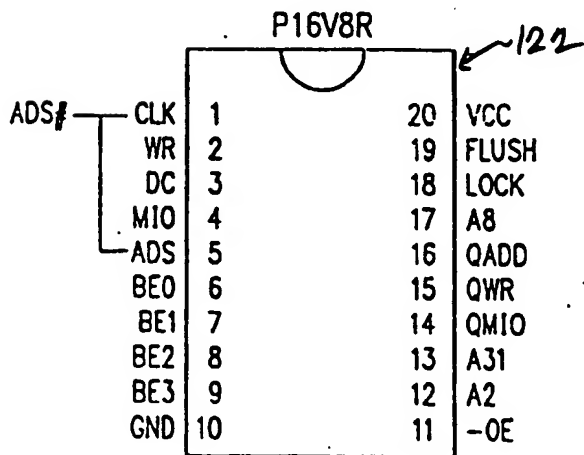 P16V8R
122
ADS# CLK 1 20 VCC
WR 2 19 FLUSH
DC 3 18 LOCK
MIO 4 17 A8
ADS 5 16 QADD
BE0 6 15 QWR
BE1 7 14 QMIO
BE2 8 13 A31
BE3 9 12 A2
GND 10 11 -OE